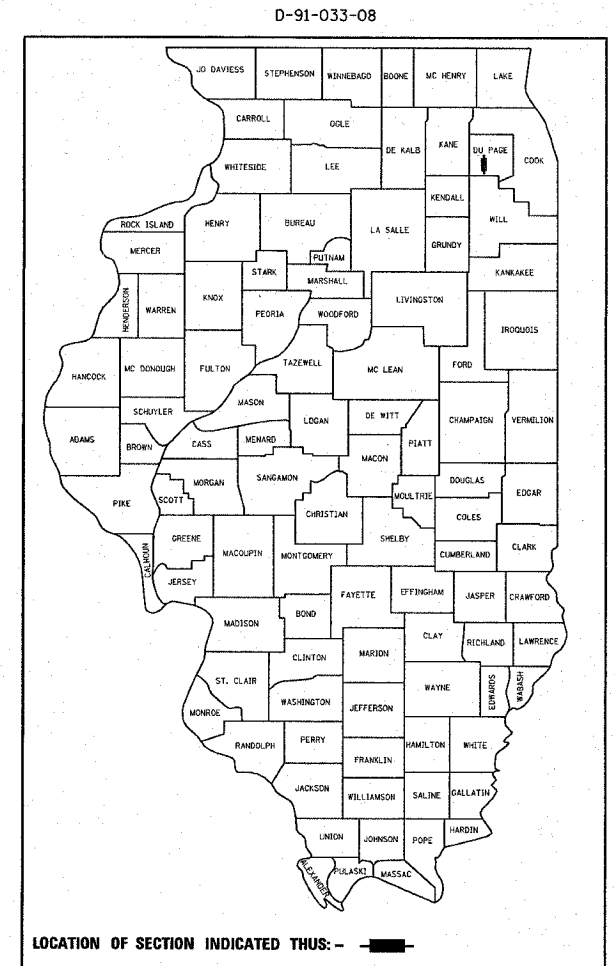 D-91-033-08
JO DAVIESS
STEPHENSON
WINNEBAGO
BOONE
MC HENRY
LAKE
CARROLL
OGLE
DE KALB
KANE
DU PAGE
COOK
WHITESIDE
LEE
KENDALL
WILL
ROCK ISLAND
HENRY
BUREAU
LA SALLE
GRUNDY
MERCER
PUTNAM
KANKAKEE
STARK
MARSHALL
HENDERSON
WARREN
KNOX
PEORIA
WOODFORD
LIVINGSTON
IROQUOIS
HANCOCK
MC DONOUGH
FULTON
TAZEWELL
MC LEAN
FORD
MASON
SCHUYLER
LOGAN
DE WITT
CHAMPAIGN
VERMILION
ADAMS
BROWN
CASS
MENARD
MACON
PIATT
PIKE
SCOTT
MORGAN
SANGAMON
DOUGLAS
EDGAR
MOULTRIE
CHRISTIAN
COLES
CALHOUN
GREENE
MACOUPIN
MONTGOMERY
SHELBY
CUMBERLAND
CLARK
JERSEY
FAYETTE
EFFINGHAM
JASPER
CRAWFORD
MADISON
BOND
CLAY
RICHLAND
LAWRENCE
CLINTON
MARION
ST. CLAIR
WAYNE
EDWARDS
WABASH
WASHINGTON
JEFFERSON
MONROE
RANDOLPH
PERRY
HAMILTON
WHITE
FRANKLIN
JACKSON
WILLIAMSON
SALINE
GALLATIN
UNION
JOHNSON
POPE
HARDIN
ALEXANDER
PULASKI
MASSAC
LOCATION OF SECTION INDICATED THUS: -